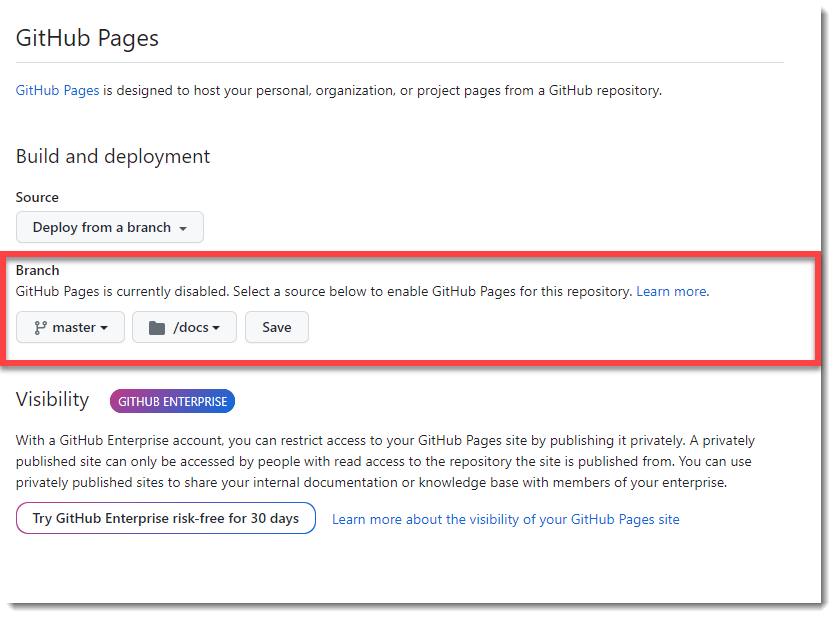 GitHub Pages
GitHub Pages is designed to host your personal, organization, or project pages from a GitHub repository.
Build and deployment
Source
Deploy from a branch
Branch
GitHub Pages is currently disabled. Select a source below to enable GitHub Pages for this repository. Learn more.
master /docs Save
Visibility GITHUB ENTERPRISE
With a GitHub Enterprise account, you can restrict access to your GitHub Pages site by publishing it privately. A privately
published site can only be accessed by people with read access to the repository the site is published from. You can use
privately published sites to share your internal documentation or knowledge base with members of your enterprise.
Try GitHub Enterprise risk-free for 30 days Learn more about the visibility of your GitHub Pages site